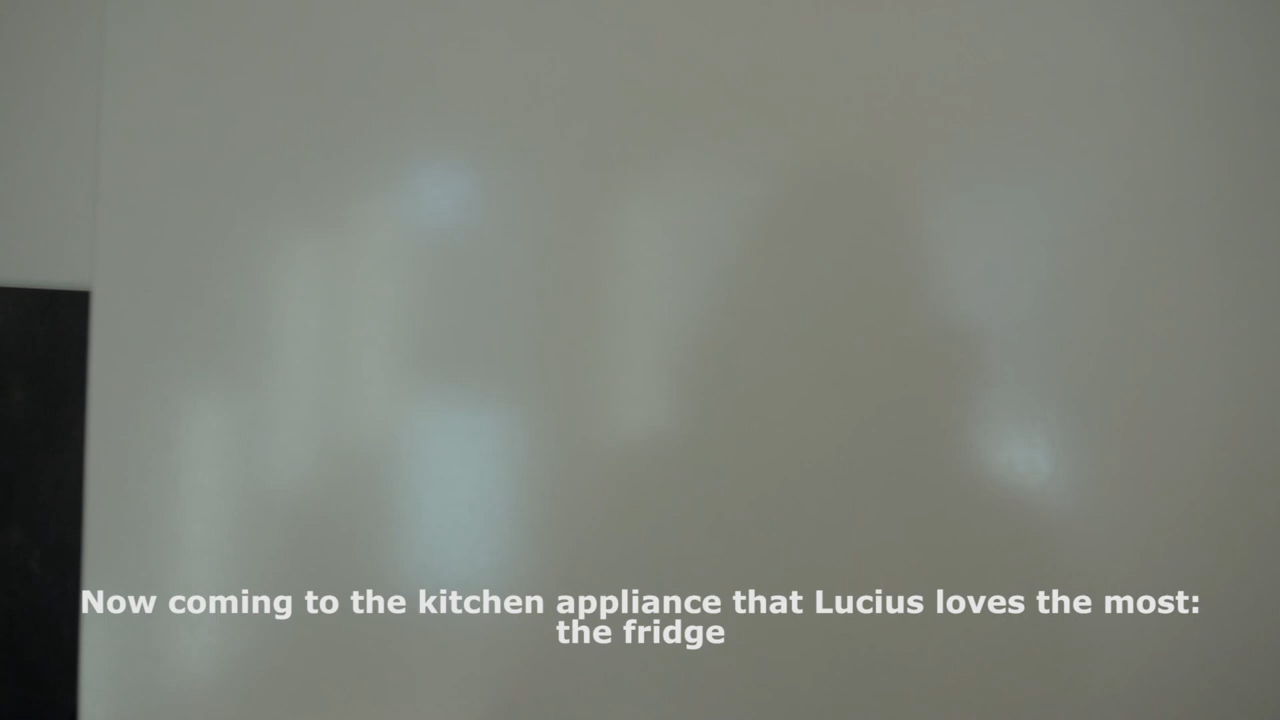 Now coming to the kitchen appliance that Lucius loves the most:
the fridge